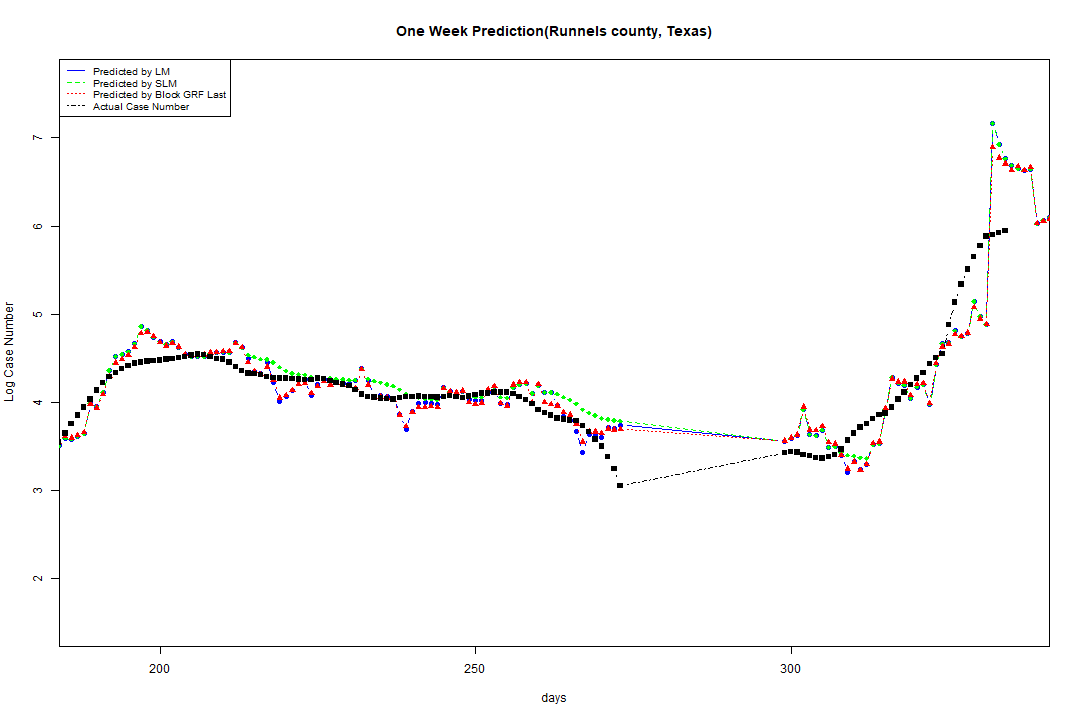 One Week Prediction(Runnels county, Texas)
Predicted by LM
Predicted by SLM
Predicted by Block GRF Last
Actual Case Number
7
6
5
4
3
2
Log Case Number
200
250
300
days